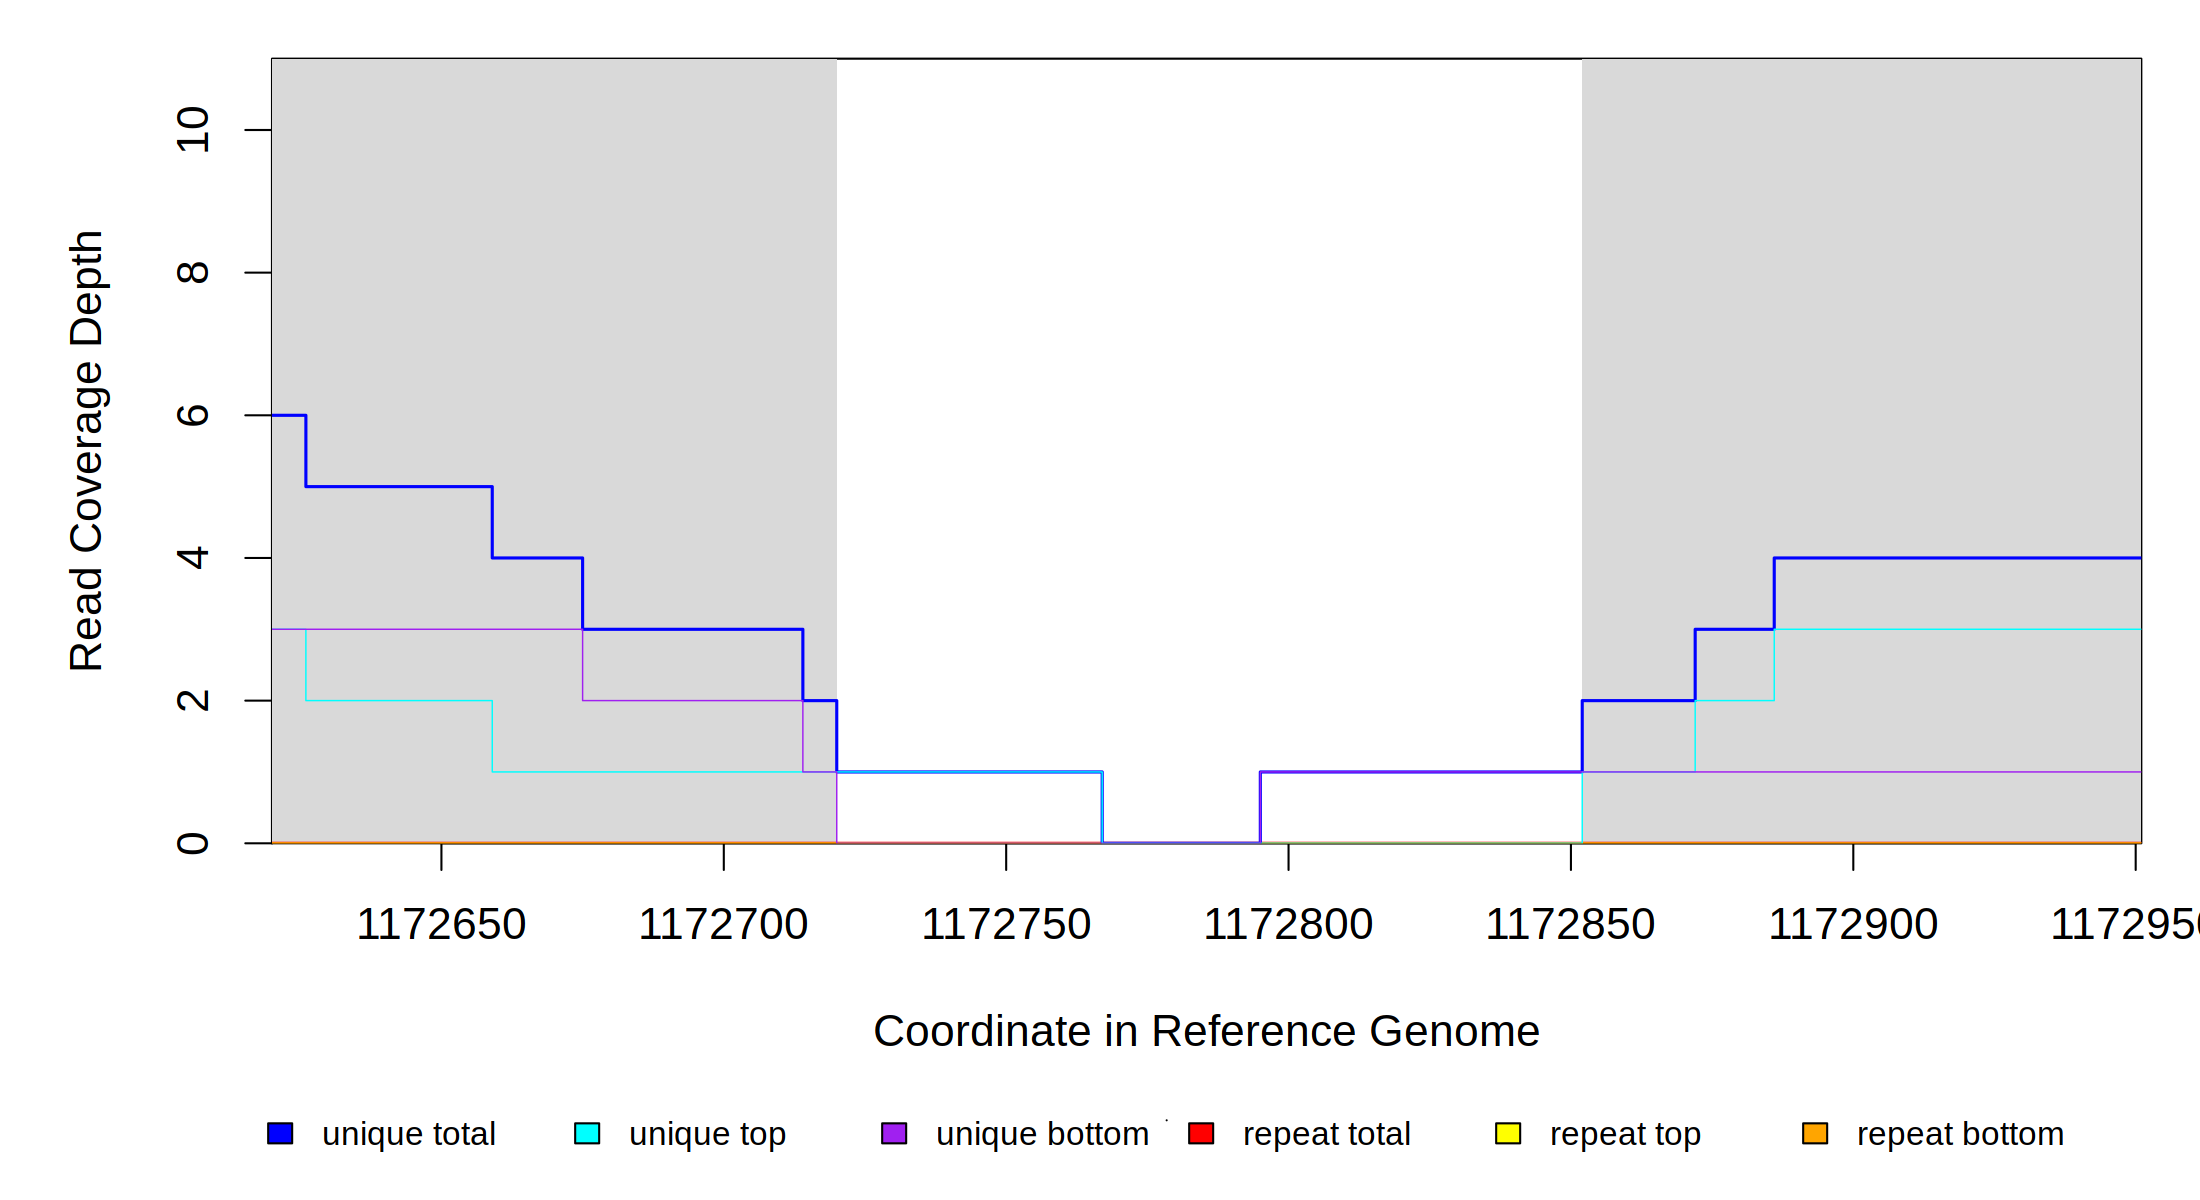 Read Coverage Depth
10
8
6
4
2
0
1172650 1172700 1172750 1172800 1172850 1172900 1172950
Coordinate in Reference Genome
unique total unique top unique bottom repeat total repeat top repeat bottom